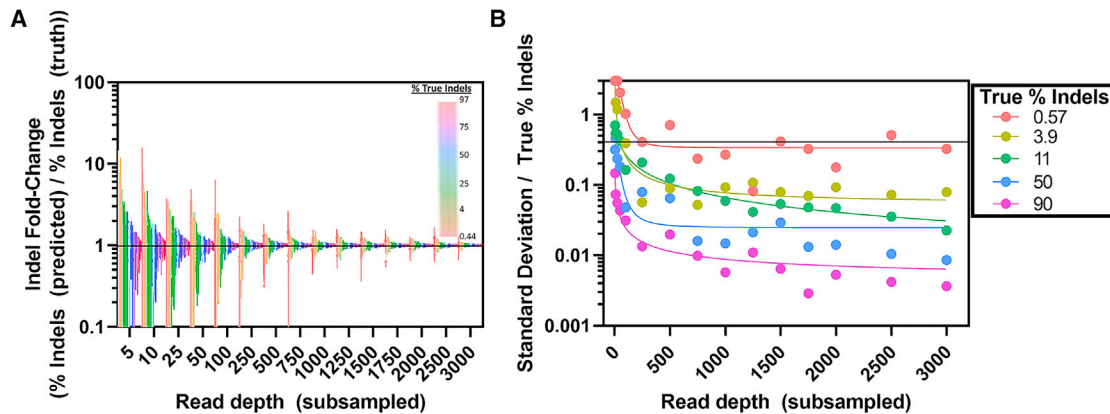 A
Indel Fold-Change
(% Indels (predicted) / % Indels (truth))
100
10
1
0.1
% True Indels
97
75
50
25
4
0.44
5 10 25 50 100 250 500 750 1000 1250 1500 1750 2000 2500 3000
Read depth (subsampled)
B
Standard Deviation / True % Indels
1
0.1
0.01
0.001
0 500 1000 1500 2000 2500 3000
Read depth (subsampled)
True % Indels
0.57
3.9
11
50
90